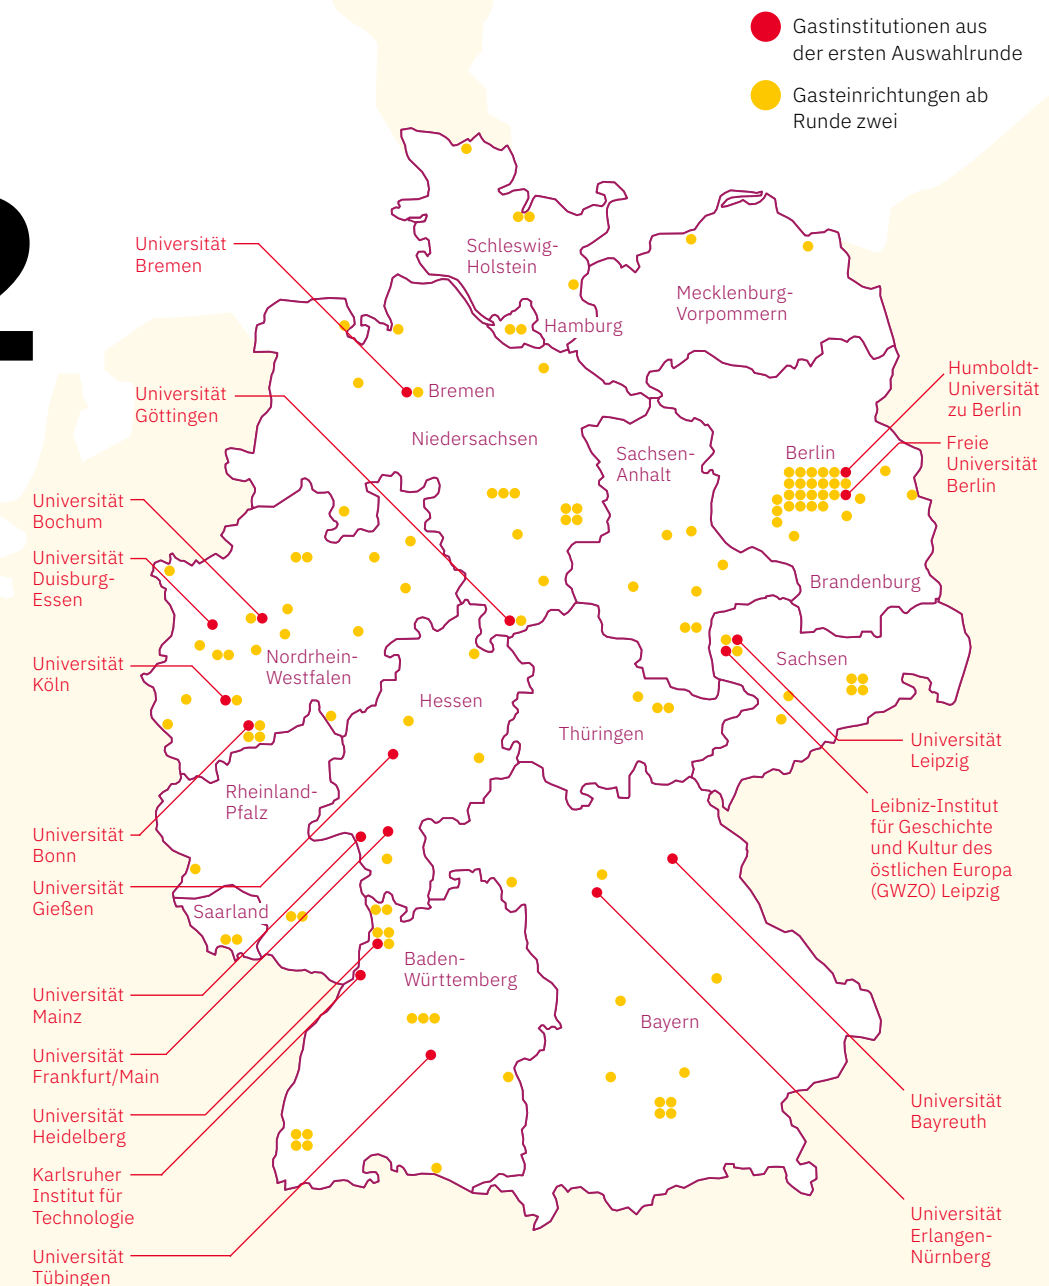 Gastinstitutionen aus
der ersten Auswahlrunde
Gasteinrichtungen ab
Runde zwei
2
Universität
Bremen
Universität
Göttingen
Universität
Bochum
Universität
Duisburg-
Essen
Universität
Köln
Universität
Bonn
Universität
Gießen
Universität
Mainz
Universität
Frankfurt/Main
Universität
Heidelberg
Karlsruher
Institut für
Technologie
Universität
Tübingen
Schleswig-
Holstein
Hamburg
Mecklenburg-
Vorpommern
Bremen
Niedersachsen
Sachsen-
Anhalt
Berlin
Brandenburg
Nordrhein-
Westfalen
Hessen
Thüringen
Sachsen
Rheinland-
Pfalz
Saarland
Baden-
Württemberg
Bayern
Humboldt-
Universität
zu Berlin
Freie
Universität
Berlin
Universität
Leipzig
Leibniz-Institut
für Geschichte
und Kultur des
östlichen Europa
(GWZO) Leipzig
Universität
Bayreuth
Universität
Erlangen-
Nürnberg